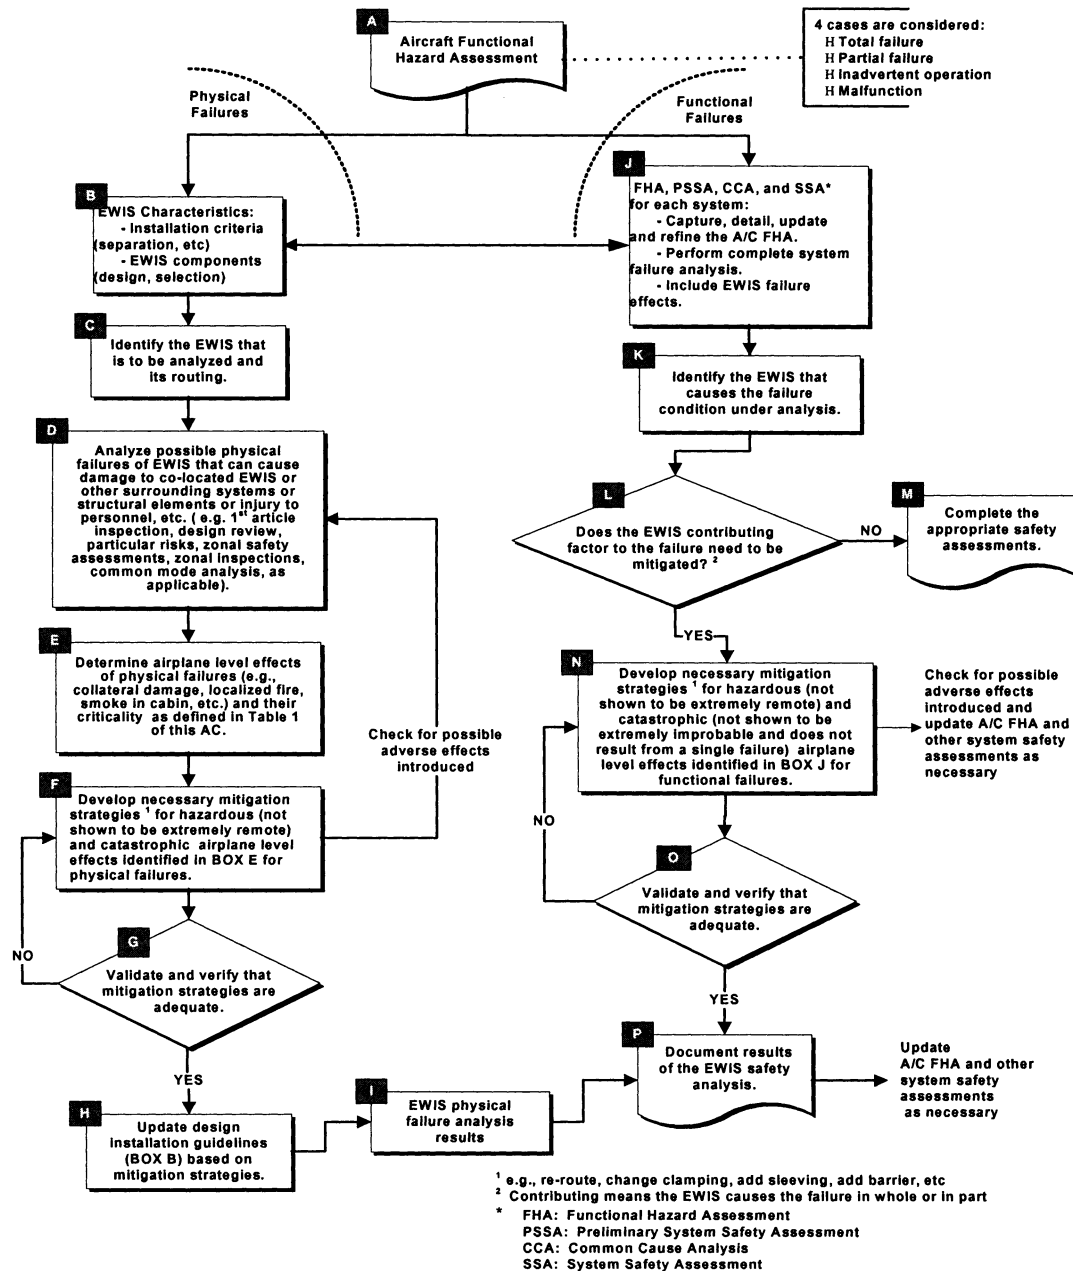 A
Aircraft Functional
Hazard Assessment
4 cases are considered:
H Total failure
H Partial failure
H Inadvertent operation
H Malfunction
Physical
Failures
Functional
Failures
B
EWIS Characteristics:
- Installation criteria
(separation, etc)
- EWIS components
(design, selection)
J
FHA, PSSA, CCA, and SSA*
for each system:
- Capture, detail, update
and refine the A/C FHA.
- Perform complete system
failure analysis.
- Include EWIS failure
effects.
C
Identify the EWIS that
is to be analyzed and
its routing.
K
Identify the EWIS that
causes the failure
condition under analysis.
D
Analyze possible physical
failures of EWIS that can cause
damage to co-located EWIS or
other surrounding systems or
structural elements or injury to
personnel, etc. ( e.g. 1st article
inspection, design review,
particular risks, zonal safety
assessments, zonal inspections,
common mode analysis, as
applicable).
L
Does the EWIS contributing
factor to the failure need to be
mitigated? 2
NO
M
Complete the
appropriate safety
assessments.
YES
E
Determine airplane level effects
of physical failures (e.g.,
collateral damage, localized fire,
smoke in cabin, etc.) and their
criticality as defined in Table 1
of this AC.
Check for possible
adverse effects
introduced
N
Develop necessary mitigation
strategies 1 for hazardous (not
shown to be extremely remote) and
catastrophic (not shown to be
extremely improbable and does not
result from a single failure) airplane
level effects identified in BOX J for
functional failures.
Check for possible
adverse effects
introduced and
update A/C FHA and
other system safety
assessments as
necessary
F
Develop necessary mitigation
strategies 1 for hazardous (not
shown to be extremely remote)
and catastrophic airplane level
effects identified in BOX E for
physical failures.
NO
O
Validate and verify that
mitigation strategies are
adequate.
G
Validate and verify that
mitigation strategies are
adequate.
NO
YES
YES
H
Update design
installation guidelines
(BOX B) based on
mitigation strategies.
I
EWIS physical
failure analysis
results
P
Document results
of the EWIS safety
analysis.
Update
A/C FHA and other
system safety
assessments
as necessary
1 e.g., re-route, change clamping, add sleeving, add barrier, etc
2 Contributing means the EWIS causes the failure in whole or in part
* FHA: Functional Hazard Assessment
PSSA: Preliminary System Safety Assessment
CCA: Common Cause Analysis
SSA: System Safety Assessment